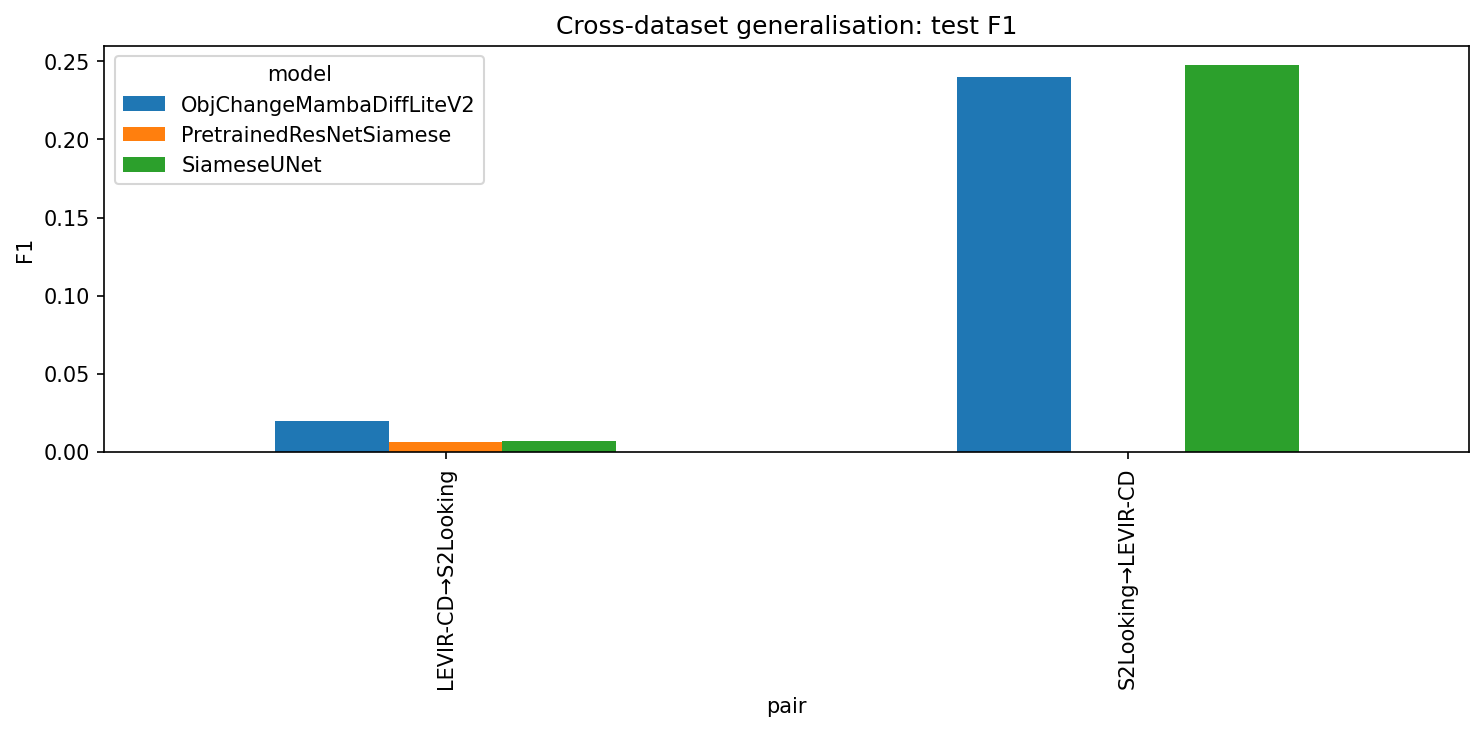 Cross-dataset generalisation: test F1
model
ObjChangeMambaDiffLiteV2
PretrainedResNetSiamese
SiameseUNet
F1
0.25
0.20
0.15
0.10
0.05
0.00
LEVIR-CD→S2Looking
S2Looking→LEVIR-CD
pair